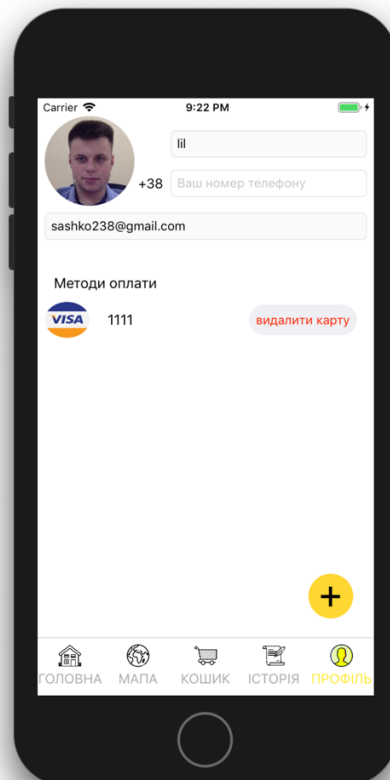 Carrier 9:22 PM
lil
+38 Ваш номер телефону
sashko238@gmail.com
Методи оплати
VISA 1111 видалити карту
+
ГОЛОВНА МАПА КОШИК ІСТОРІЯ ПРОФІЛЬ